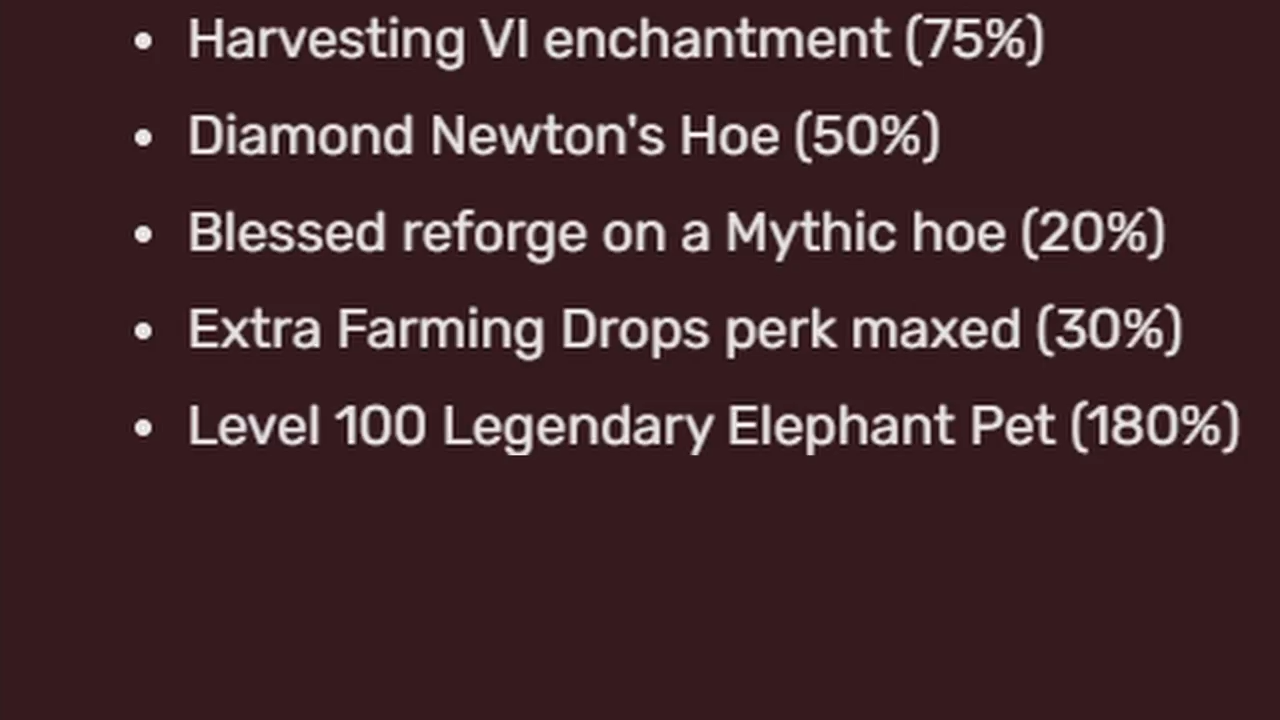 • Harvesting VI enchantment (75%)
• Diamond Newton's Hoe (50%)
• Blessed reforge on a Mythic hoe (20%)
• Extra Farming Drops perk maxed (30%)
• Level 100 Legendary Elephant Pet (180%)